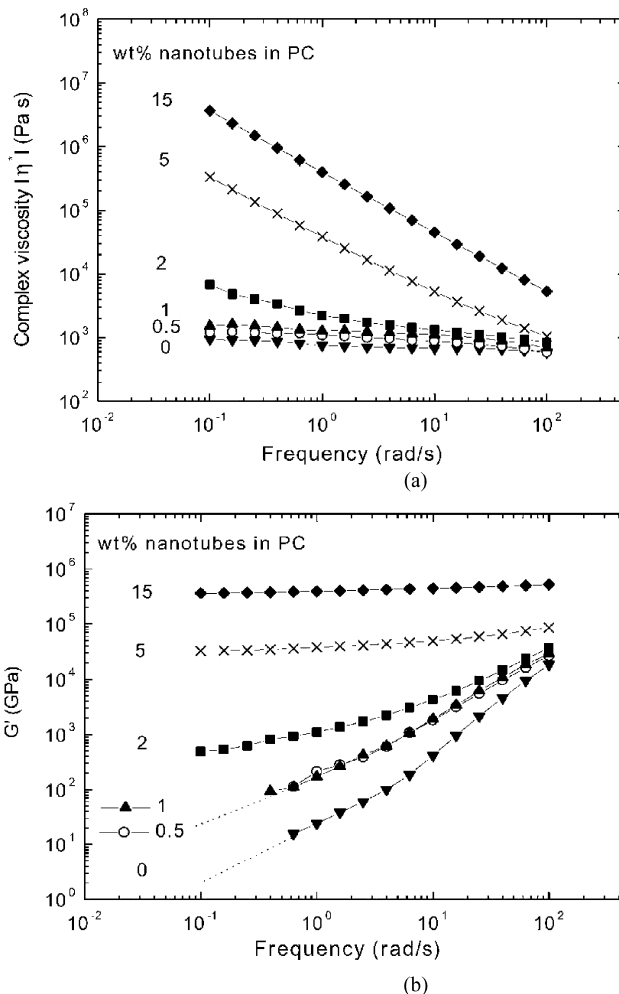 10^8
10^7
10^6
10^5
10^4
10^3
10^2
Complex viscosity |η*| (Pa s)
wt% nanotubes in PC
15
5
2
1
0.5
0
10^-2 10^-1 10^0 10^1 10^2
Frequency (rad/s)
(a)
10^7
10^6
10^5
10^4
10^3
10^2
10^1
10^0
G' (GPa)
wt% nanotubes in PC
15
5
2
1
0.5
0
10^-2 10^-1 10^0 10^1 10^2
Frequency (rad/s)
(b)